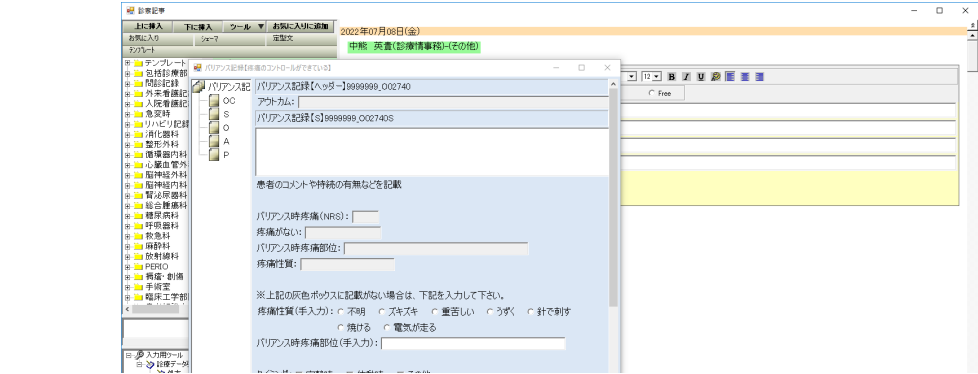 診察記事
上に挿入 下に挿入 ツール ▼ お気に入りに追加
お気に入り シェーマ 定型文
テンプレート
2022年07月08日(金)
中熊 英貴(診療情事務)-(その他)
テンプレート
包括診療部
問診記録
外来看護記
入院看護記
急変時
リハビリ記録
消化器科
整形外科
循環器内科
心臓血管外
脳神経外科
脳神経内科
腎泌尿器科
総合腫瘍科
糖尿病科
呼吸器科
救急科
麻酔科
放射線科
PERIO
褥瘡・創傷
手術室
臨床工学部
入力用ツール
診療データ
バリアンス記録【疼痛のコントロールができている】
バリアンス記
OC
S
O
A
P
バリアンス記録【ヘッダー】9999999_O02740
アウトカム:
バリアンス記録【S】9999999_O02740S
患者のコメントや持続の有無などを記載
バリアンス時疼痛(NRS):
疼痛がない:
バリアンス時疼痛部位:
疼痛性質:
※上記の灰色ボックスに記載がない場合は、下記を入力して下さい。
疼痛性質(手入力): 不明 ズキズキ 重苦しい うずく 針で刺す
焼ける 電気が走る
バリアンス時疼痛部位(手入力):
12 B I U
Free